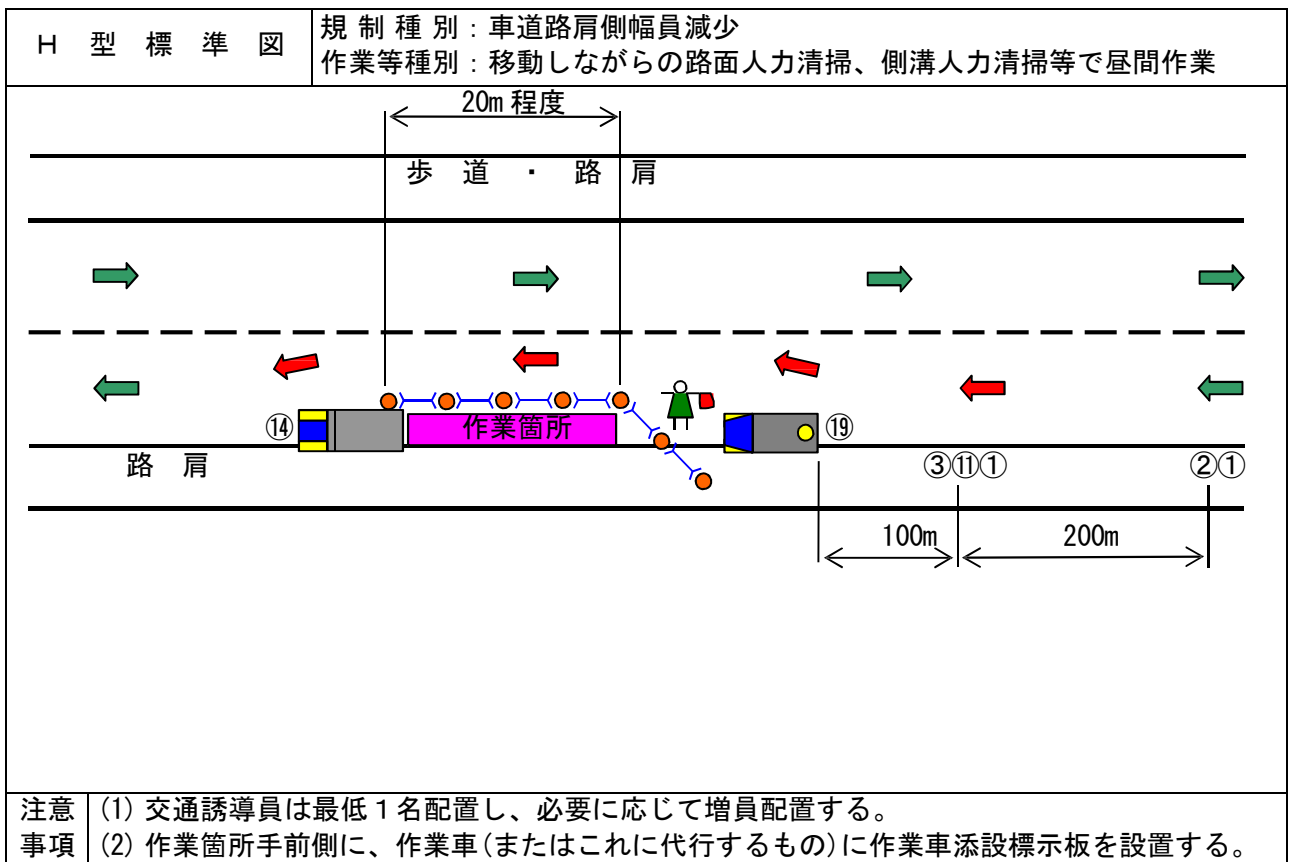 H 型 標 準 図
規 制 種 別：車道路肩側幅員減少
作業等種別：移動しながらの路面人力清掃、側溝人力清掃等で昼間作業
20m 程度
歩 道 ・ 路 肩
⑭
作業箇所
⑲
路 肩
③⑪①
②①
100m
200m
注意事項
(1) 交通誘導員は最低１名配置し、必要に応じて増員配置する。
(2) 作業箇所手前側に、作業車(またはこれに代行するもの)に作業車添設標示板を設置する。